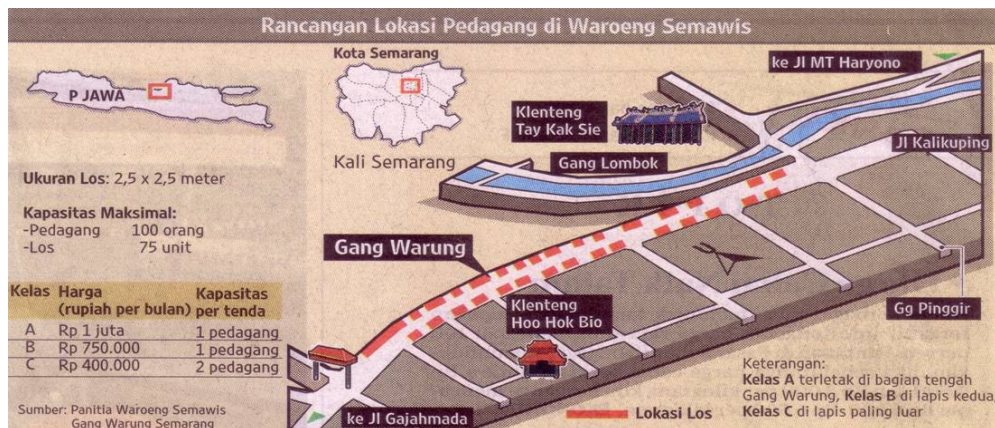 Rancangan Lokasi Pedagang di Waroeng Semawis
P JAWA
Kota Semarang
ke Jl MT Haryono
Klenteng
Tay Kak Sie
Kali Semarang
Gang Lombok
Jl Kalikuping
Ukuran Los: 2,5 x 2,5 meter
Kapasitas Maksimal:
-Pedagang 100 orang
-Los 75 unit
Gang Warung
Kelas Harga Kapasitas
(rupiah per bulan) per tenda
A Rp 1 juta 1 pedagang
B Rp 750.000 1 pedagang
C Rp 400.000 2 pedagang
Klenteng
Hoo Hok Bio
U
Gg Pinggir
Sumber: Panitia Waroeng Semawis
Gang Warung Semarang
ke Jl Gajahmada
Lokasi Los
Keterangan:
Kelas A terletak di bagian tengah
Gang Warung, Kelas B di lapis kedua,
Kelas C di lapis paling luar